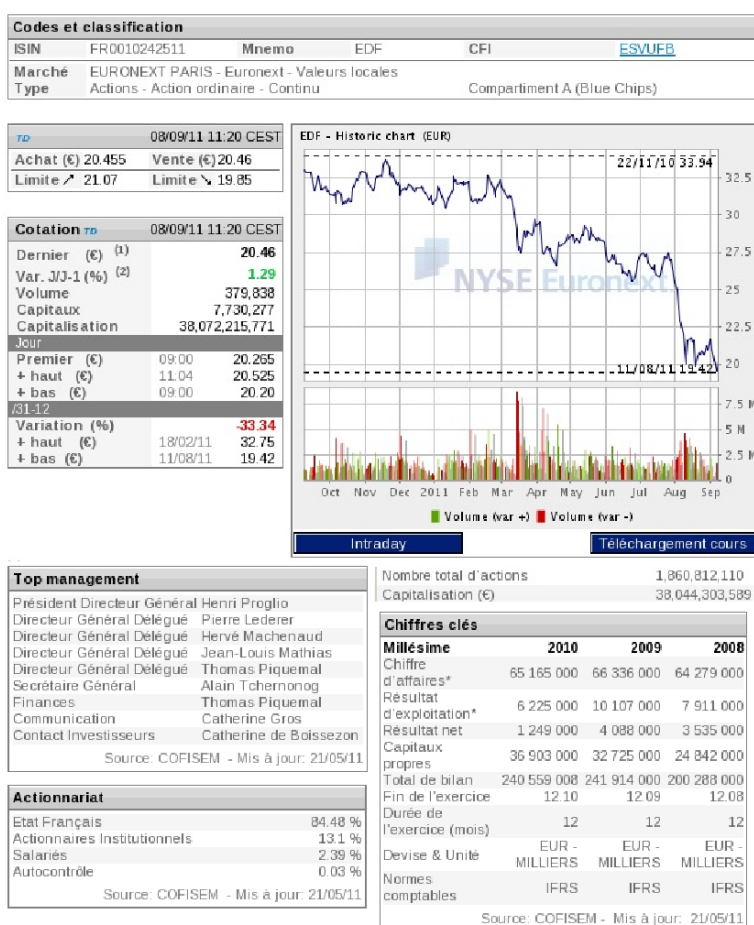 Codes et classification
ISIN FR0010242511 Mnemo EDF CFI ESVUFB
Marché EURONEXT PARIS - Euronext - Valeurs locales
Type Actions - Action ordinaire - Continu Compartiment A (Blue Chips)
TD 08/09/11 11:20 CEST
Achat (€) 20.455 Vente (€) 20.46
Limite ↗ 21.07 Limite ↘ 19.85
Cotation TD 08/09/11 11:20 CEST
Dernier (€) (1) 20.46
Var. J/J-1 (%) (2) 1.29
Volume 379,838
Capitaux 7,730,277
Capitalisation 38,072,215,771
Jour
Premier (€) 09:00 20.265
+ haut (€) 11:04 20.525
+ bas (€) 09:00 20.20
/31-12
Variation (%) -33.34
+ haut (€) 18/02/11 32.75
+ bas (€) 11/08/11 19.42
EDF - Historic chart (EUR)
22/11/10 33.94
32.5
30
27.5
25
22.5
20
NYSE Euronext
11/08/11 19.42
7.5 M
5 M
2.5 M
0
Oct Nov Dec 2011 Feb Mar Apr May Jun Jul Aug Sep
Volume (var +) Volume (var -)
Intraday Téléchargement cours
Top management
Président Directeur Général Henri Proglio
Directeur Général Délégué Pierre Lederer
Directeur Général Délégué Hervé Machenaud
Directeur Général Délégué Jean-Louis Mathias
Directeur Général Délégué Thomas Piquemal
Secrétaire Général Alain Tchernonog
Finances Thomas Piquemal
Communication Catherine Gros
Contact Investisseurs Catherine de Boissezon
Source: COFISEM - Mis à jour: 21/05/11
Actionnariat
Etat Français 84.48 %
Actionnaires Institutionnels 13.1 %
Salariés 2.39 %
Autocontrôle 0.03 %
Source: COFISEM - Mis à jour: 21/05/11
Nombre total d'actions 1,860,812,110
Capitalisation (€) 38,044,303,589
Chiffres clés
Millésime 2010 2009 2008
Chiffre
d'affaires* 65 165 000 66 336 000 64 279 000
Résultat
d'exploitation* 6 225 000 10 107 000 7 911 000
Résultat net 1 249 000 4 088 000 3 535 000
Capitaux
propres 36 903 000 32 725 000 24 842 000
Total de bilan 240 559 008 241 914 000 200 288 000
Fin de l'exercice 12.10 12.09 12.08
Durée de
l'exercice (mois) 12 12 12
Devise & Unité EUR - MILLIERS EUR - MILLIERS EUR - MILLIERS
Normes
comptables IFRS IFRS IFRS
Source: COFISEM - Mis à jour: 21/05/11